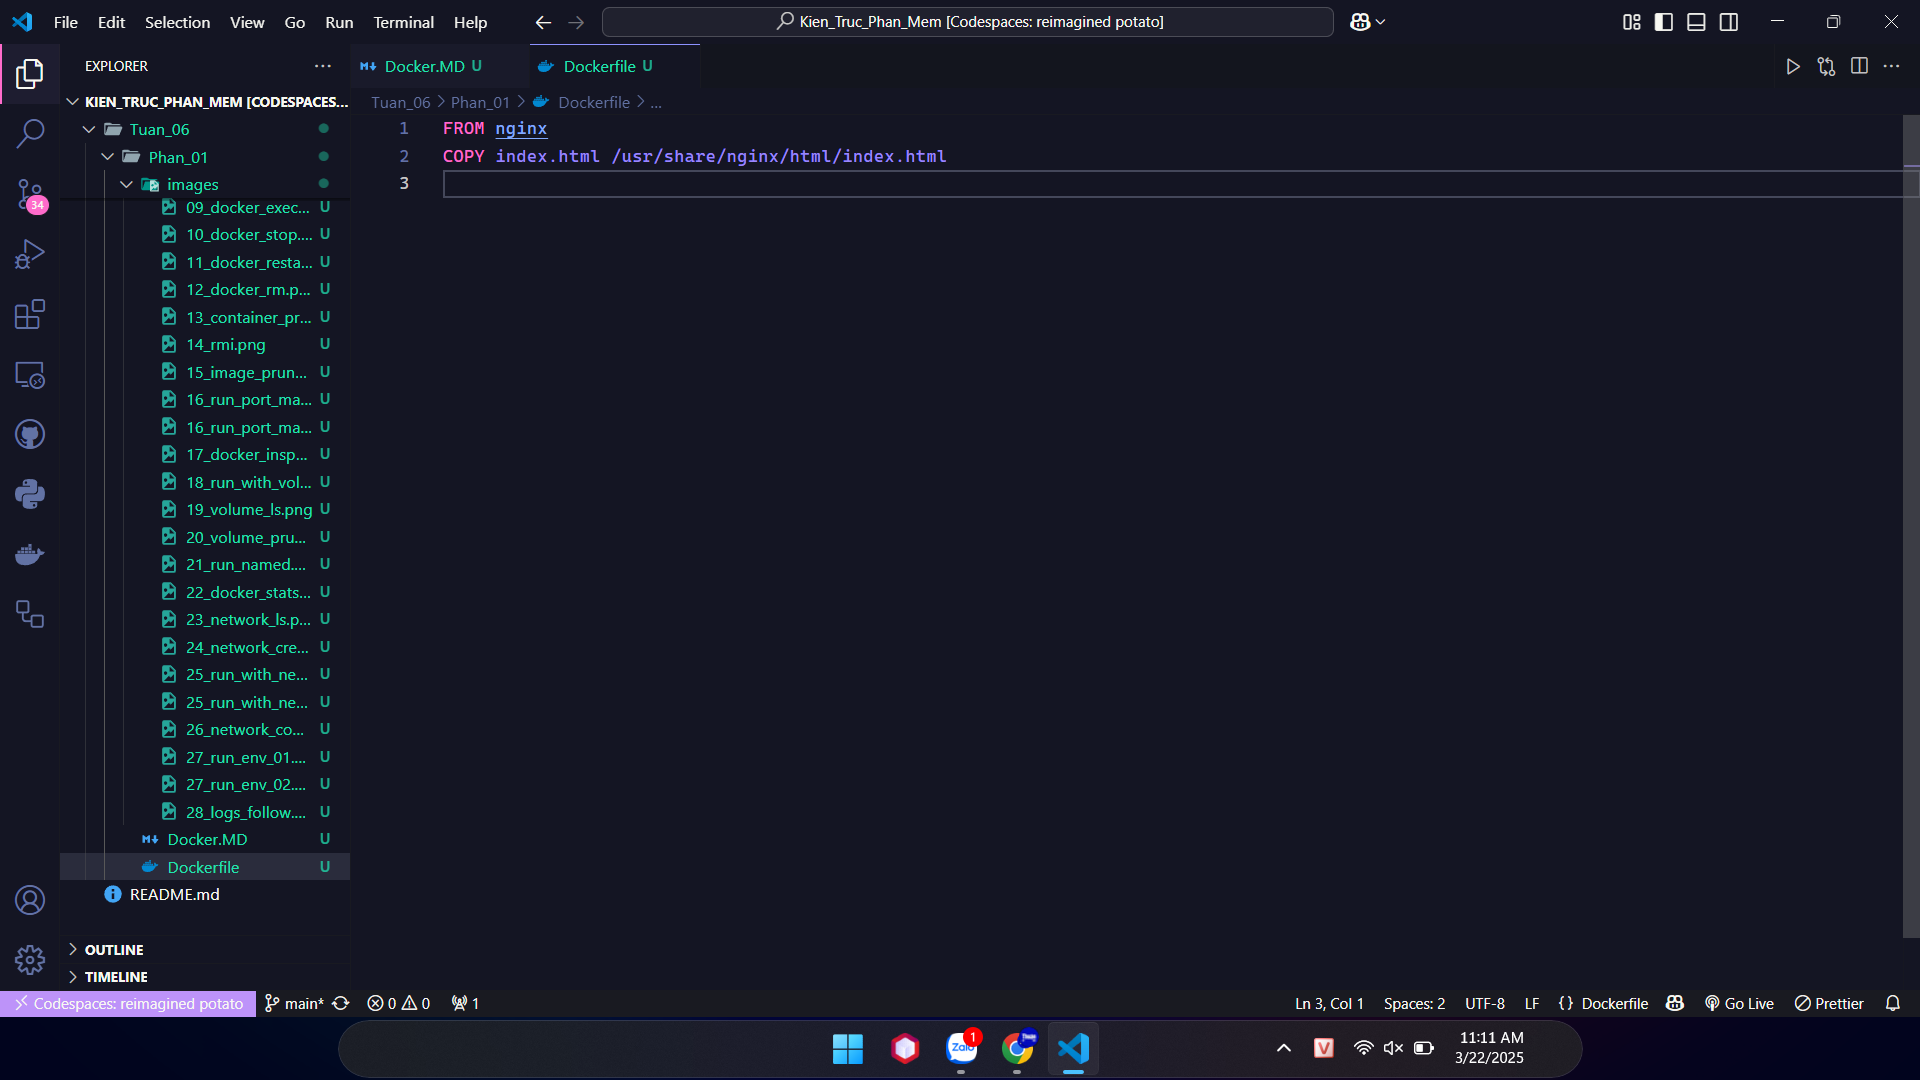 File Edit Selection View Go Run Terminal Help
Kien_Truc_Phan_Mem [Codespaces: reimagined potato]
EXPLORER
Docker.MD U
Dockerfile U
KIEN_TRUC_PHAN_MEM [CODESPACES...
Tuan_06 > Phan_01 > Dockerfile > ...
Tuan_06
Phan_01
images
09_docker_exec... U
10_docker_stop.... U
11_docker_resta... U
12_docker_rm.p... U
13_container_pr... U
14_rmi.png U
15_image_prun... U
16_run_port_ma... U
16_run_port_ma... U
17_docker_insp... U
18_run_with_vol... U
19_volume_ls.png U
20_volume_pru... U
21_run_named.... U
22_docker_stats... U
23_network_ls.p... U
24_network_cre... U
25_run_with_ne... U
25_run_with_ne... U
26_network_co... U
27_run_env_01.... U
27_run_env_02.... U
28_logs_follow.... U
Docker.MD U
Dockerfile U
README.md
OUTLINE
TIMELINE
34
1 FROM nginx
2 COPY index.html /usr/share/nginx/html/index.html
3
Codespaces: reimagined potato main* 0 0 1
Ln 3, Col 1 Spaces: 2 UTF-8 LF {} Dockerfile Go Live Prettier
Zalo 1
V
11:11 AM
3/22/2025